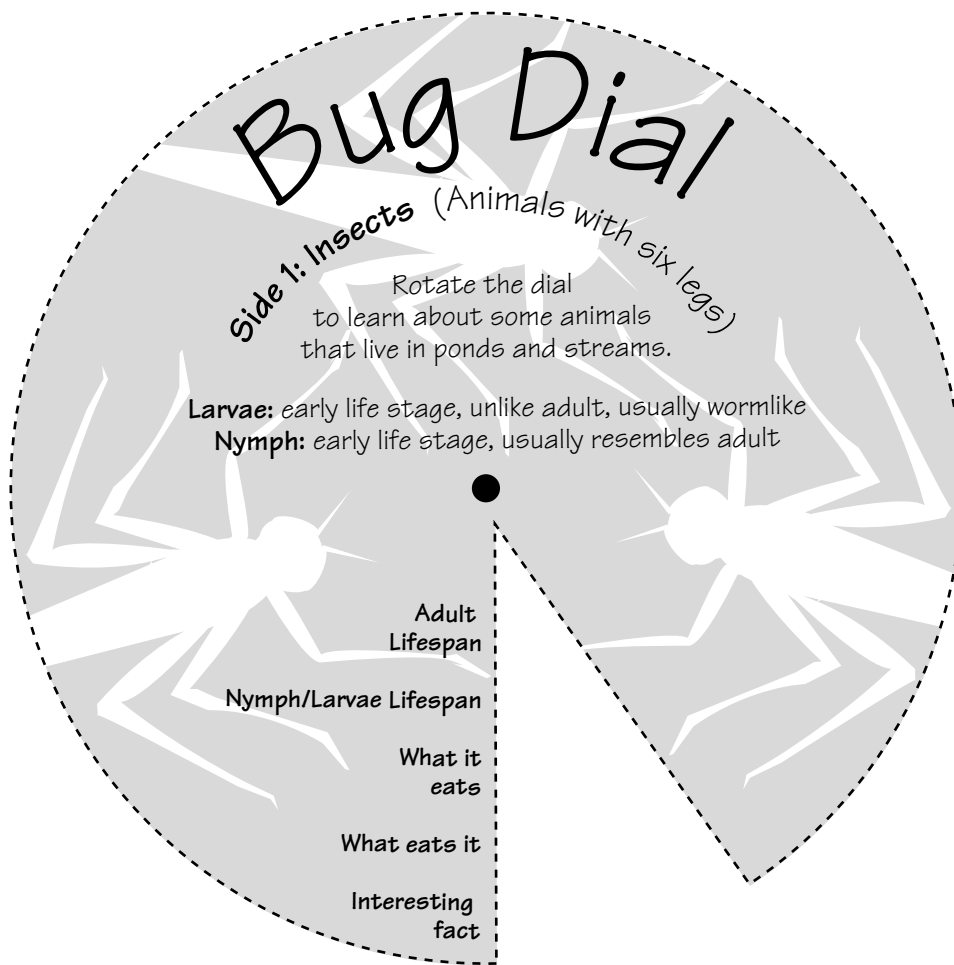 Bug Dial
Side 1: Insects (Animals with six legs)
Rotate the dial
to learn about some animals
that live in ponds and streams.
Larvae: early life stage, unlike adult, usually wormlike
Nymph: early life stage, usually resembles adult
Adult
Lifespan
Nymph/Larvae Lifespan
What it
eats
What eats it
Interesting
fact